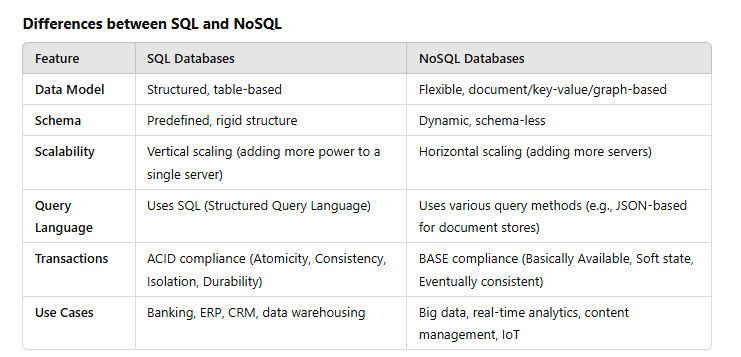 Differences between SQL and NoSQL
Feature SQL Databases NoSQL Databases
Data Model Structured, table-based Flexible, document/key-value/graph-based
Schema Predefined, rigid structure Dynamic, schema-less
Scalability Vertical scaling (adding more power to a Horizontal scaling (adding more servers)
single server)
Query Uses SQL (Structured Query Language) Uses various query methods (e.g., JSON-based
Language for document stores)
Transactions ACID compliance (Atomicity, Consistency, BASE compliance (Basically Available, Soft state,
Isolation, Durability) Eventually consistent)
Use Cases Banking, ERP, CRM, data warehousing Big data, real-time analytics, content
management, IoT